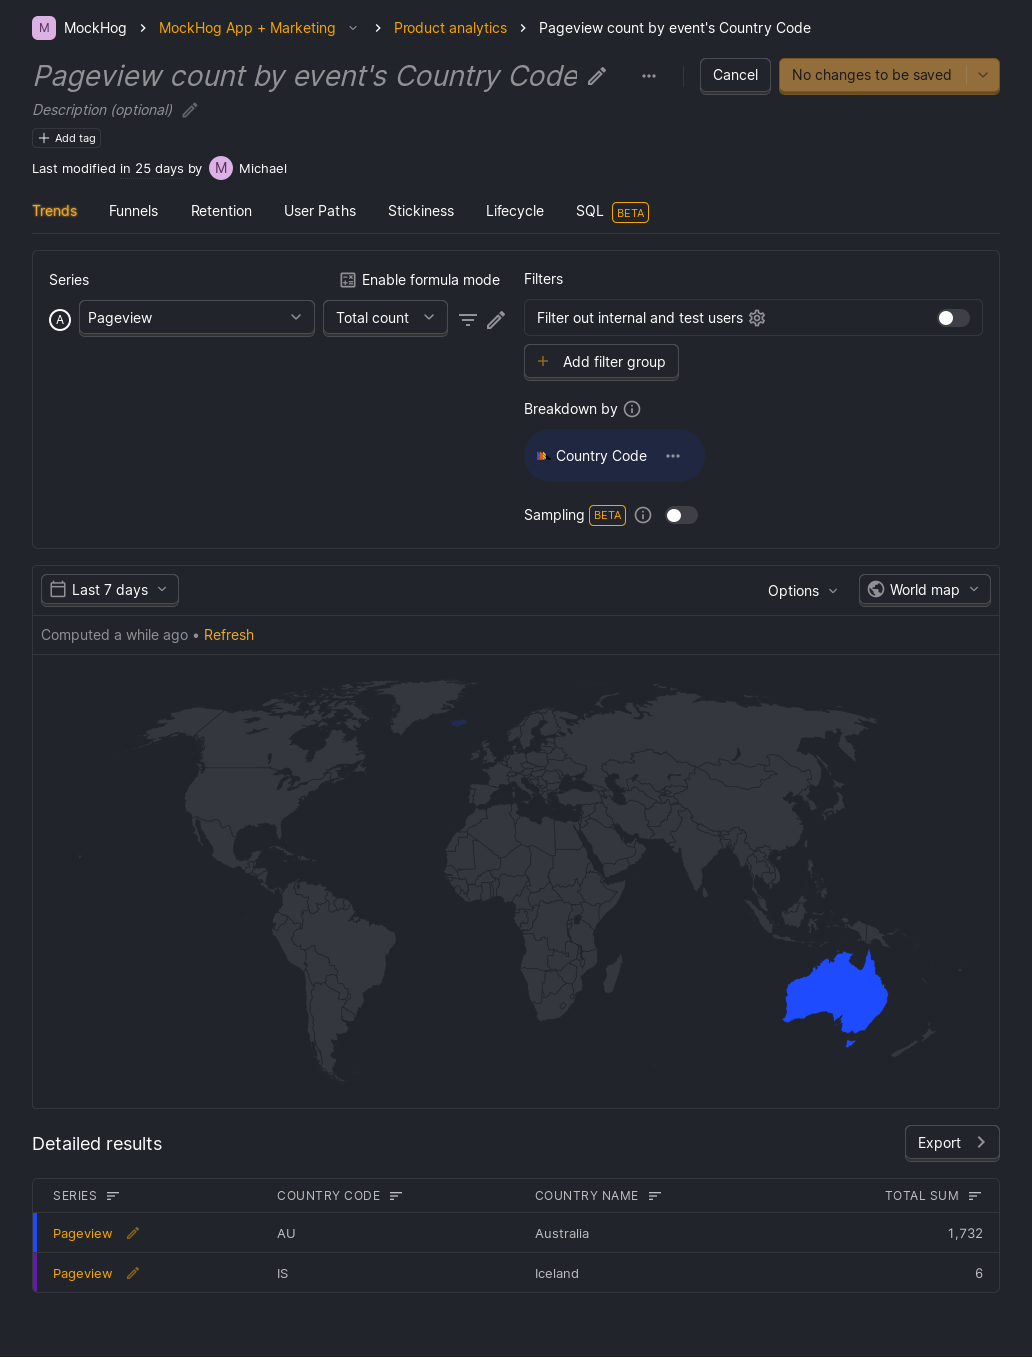 M MockHog MockHog App + Marketing Product analytics Pageview count by event's Country Code
Pageview count by event's Country Code
Cancel No changes to be saved
Description (optional)
Add tag
Last modified in 25 days by M Michael
Trends Funnels Retention User Paths Stickiness Lifecycle SQL BETA
Series Enable formula mode
A Pageview Total count
Filters
Filter out internal and test users
+ Add filter group
Breakdown by
Country Code
Sampling BETA
Last 7 days Options World map
Computed a while ago • Refresh
Detailed results Export
SERIES COUNTRY CODE COUNTRY NAME TOTAL SUM
Pageview AU Australia 1,732
Pageview IS Iceland 6